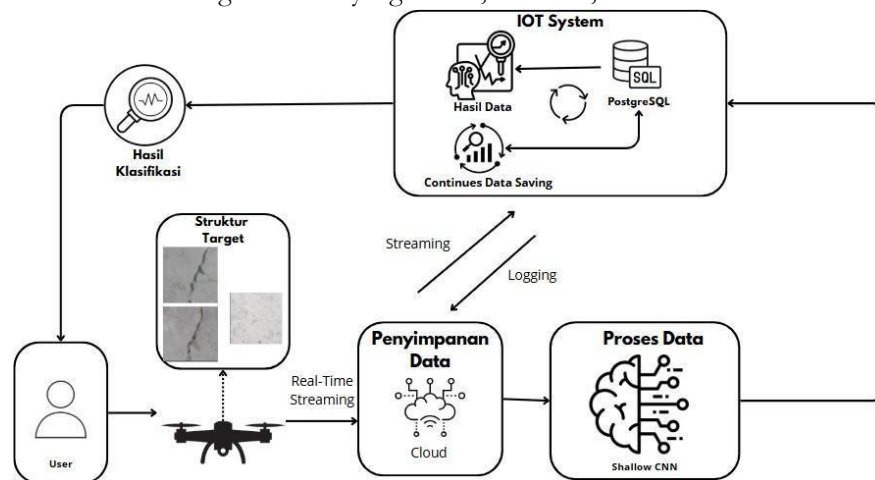 IOT System
Hasil Data
SQL
PostgreSQL
Continues Data Saving
Hasil
Klasifikasi
Struktur
Target
Streaming
Logging
User
Real-Time
Streaming
Penyimpanan
Data
Cloud
Proses Data
Shallow CNN